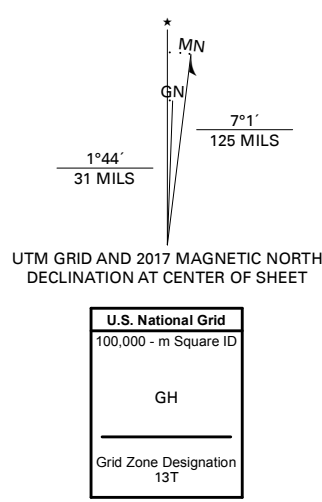 ★
MN
GN
7°1´
125 MILS
1°44´
31 MILS
UTM GRID AND 2017 MAGNETIC NORTH
DECLINATION AT CENTER OF SHEET
U.S. National Grid
100,000 - m Square ID
GH
Grid Zone Designation
13T